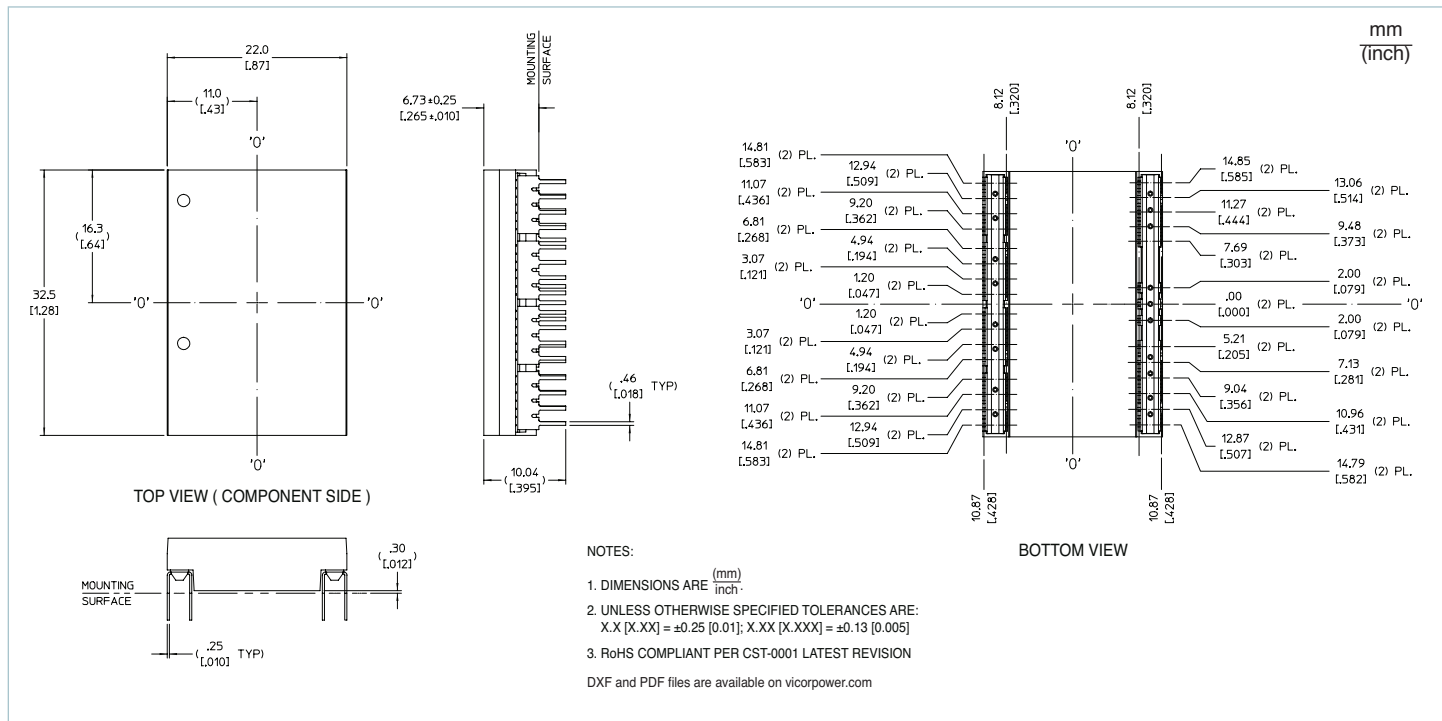 mm
(inch)
22.0
[.87]
(11.0)
[.43]
'0'
16.3
( )
[.64]
32.5
[1.28]
'0'
'0'
'0'
TOP VIEW ( COMPONENT SIDE )
MOUNTING
SURFACE
6.73±0.25
[.265±.010]
(.46 TYP)
[.018]
(10.04)
[.395]
MOUNTING
SURFACE
(.30)
[.012]
(.25 TYP)
[.010]
8.12
[.320]
8.12
[.320]
'0'
14.81 (2) PL.
[.583]
12.94 (2) PL.
[.509]
11.07 (2) PL.
[.436]
9.20 (2) PL.
[.362]
6.81 (2) PL.
[.268]
4.94 (2) PL.
[.194]
3.07 (2) PL.
[.121]
1.20 (2) PL.
[.047]
'0'
1.20 (2) PL.
[.047]
3.07 (2) PL.
[.121]
4.94 (2) PL.
[.194]
6.81 (2) PL.
[.268]
9.20 (2) PL.
[.362]
11.07 (2) PL.
[.436]
12.94 (2) PL.
[.509]
14.81 (2) PL.
[.583]
14.85 (2) PL.
[.585]
13.06 (2) PL.
[.514]
11.27 (2) PL.
[.444]
9.48 (2) PL.
[.373]
7.69 (2) PL.
[.303]
2.00 (2) PL.
[.079]
.00 (2) PL.
[.000]
'0'
2.00 (2) PL.
[.079]
5.21 (2) PL.
[.205]
7.13 (2) PL.
[.281]
9.04 (2) PL.
[.356]
10.96 (2) PL.
[.431]
12.87 (2) PL.
[.507]
14.79 (2) PL.
[.582]
'0'
10.87
[.428]
10.87
[.428]
BOTTOM VIEW
NOTES:
1. DIMENSIONS ARE (mm)
inch.
2. UNLESS OTHERWISE SPECIFIED TOLERANCES ARE:
X.X [X.XX] = ±0.25 [0.01]; X.XX [X.XXX] = ±0.13 [0.005]
3. RoHS COMPLIANT PER CST-0001 LATEST REVISION
DXF and PDF files are available on vicorpower.com